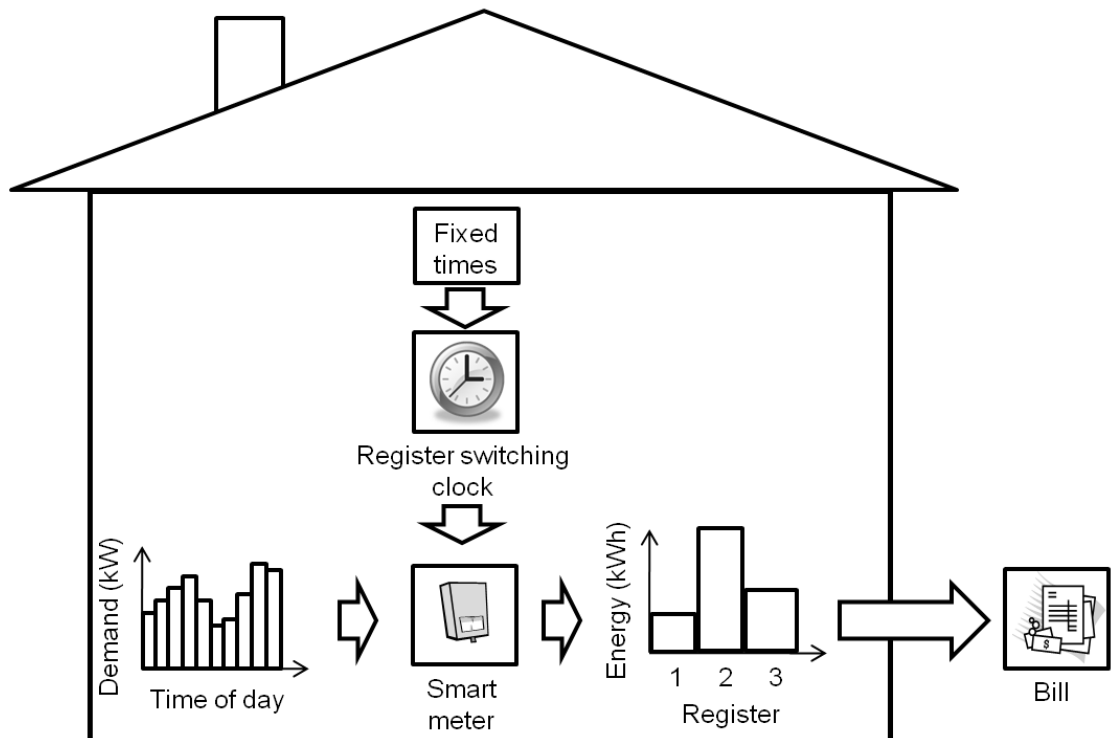 Fixed
times
Register switching
clock
Demand (kW)
Time of day
Smart
meter
Energy (kWh)
1 2 3
Register
$
Bill